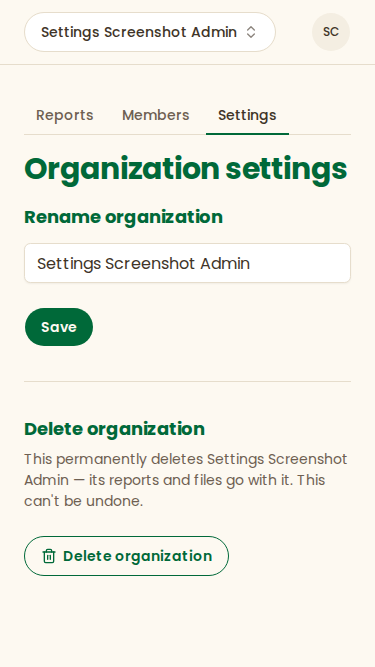 Settings Screenshot Admin
SC
Reports
Members
Settings
Organization settings
Rename organization
Settings Screenshot Admin
Save
Delete organization
This permanently deletes Settings Screenshot
Admin — its reports and files go with it. This
can't be undone.
Delete organization